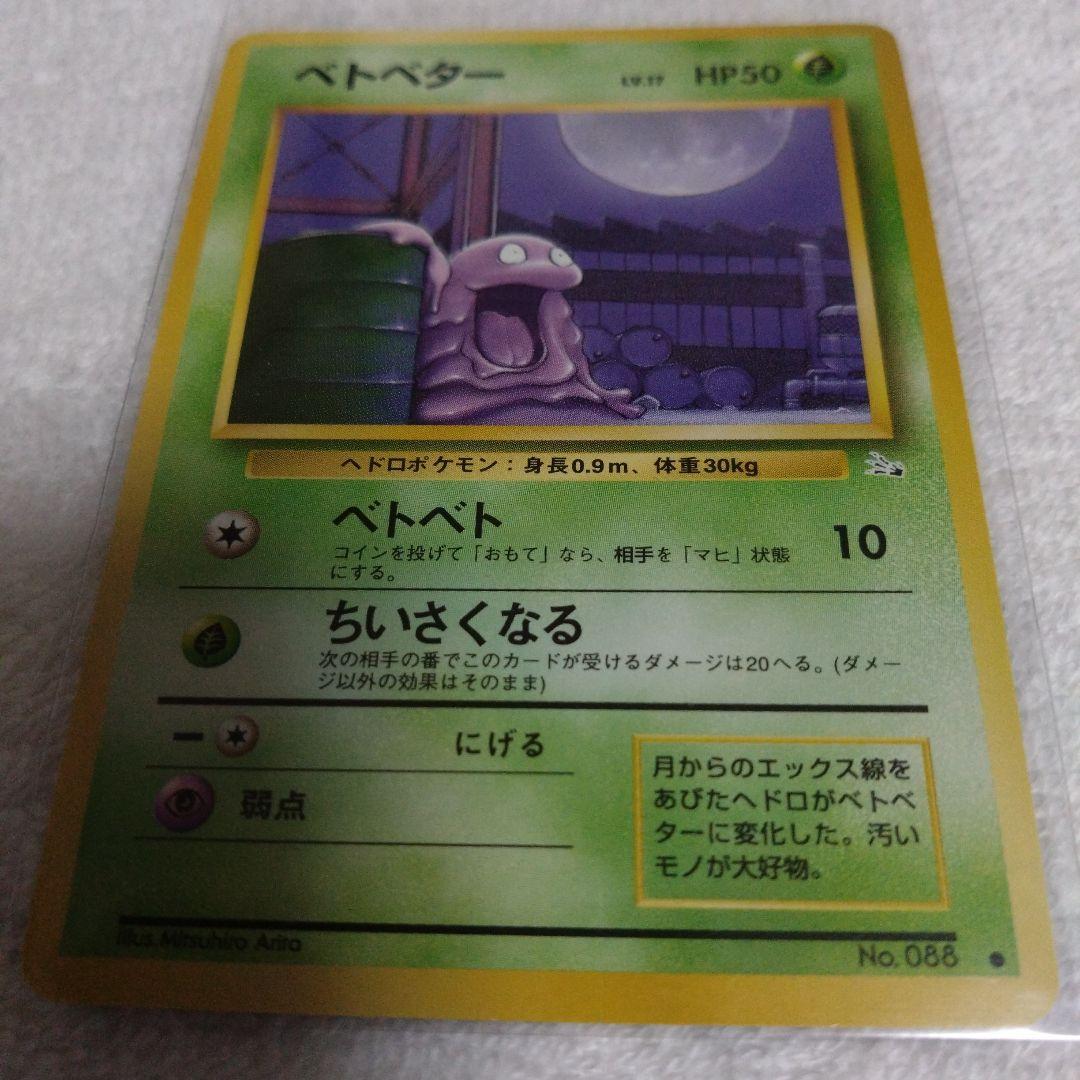 ベトベター LV.17 HP50
ヘドロポケモン：身長0.9m、体重30kg
ベトベト 10
コインを投げて「おもて」なら、相手を「マヒ」状態
にする。
ちいさくなる
次の相手の番でこのカードが受けるダメージは20へる。(ダメー
ジ以外の効果はそのまま)
ー にげる
弱点
月からのエックス線を
あびたヘドロがベトベ
ターに変化した。汚い
モノが大好物。
Illus. Mitsuhiro Arita
No. 088